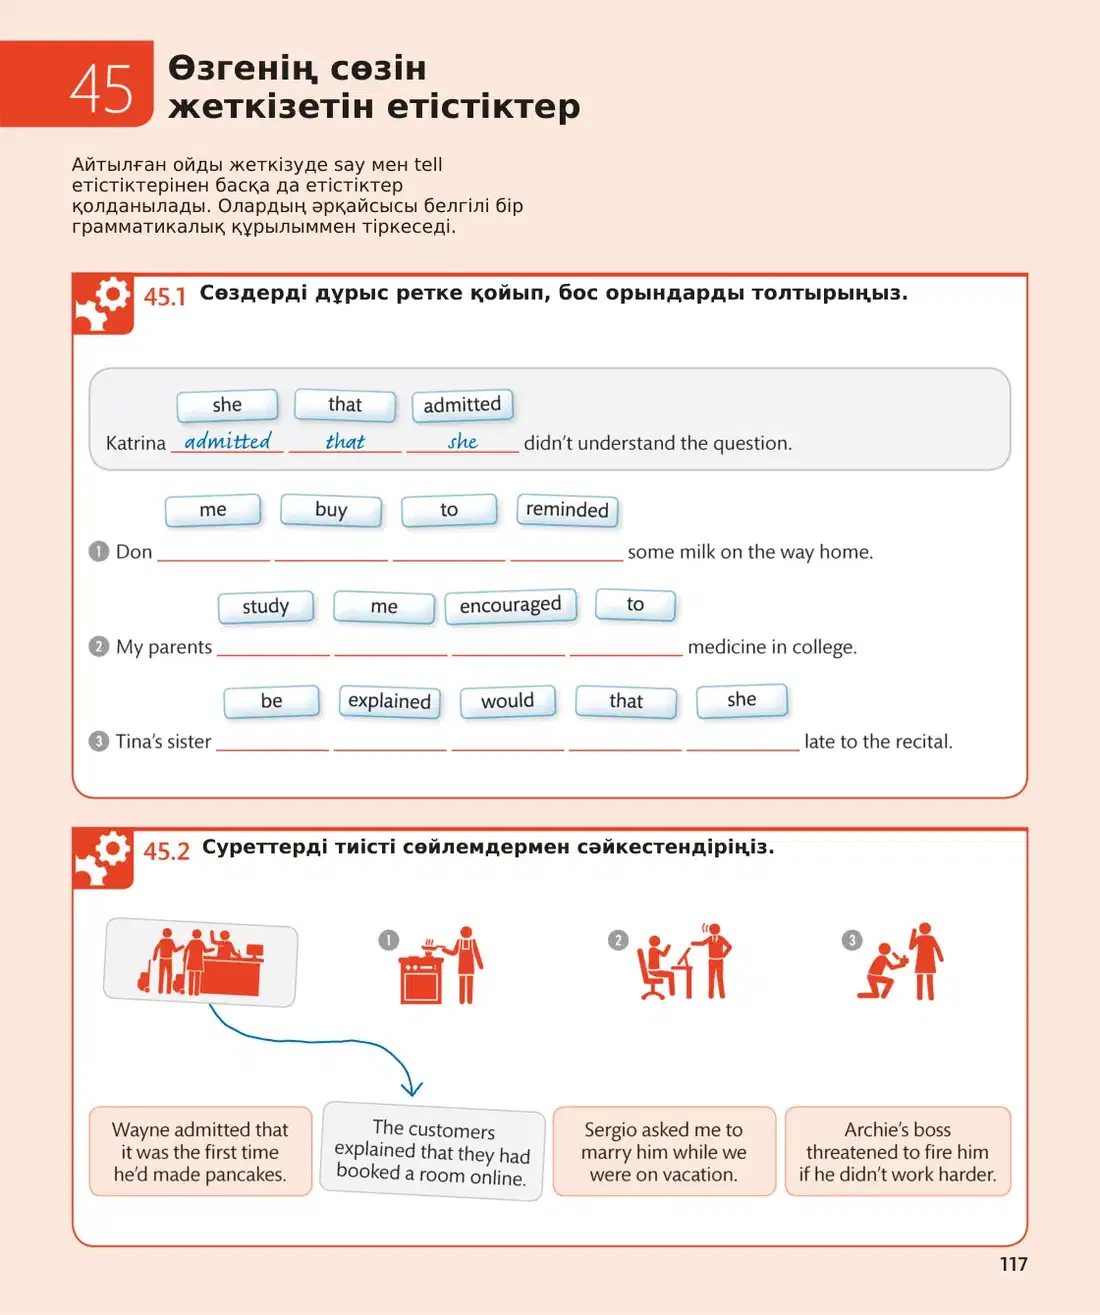 45
Өзгенің сөзін
жеткізетін етістіктер
Айтылған ойды жеткізуде say мен tell
етістіктерінен басқа да етістіктер
қолданылады. Олардың әрқайсысы белгілі бір
грамматикалық құрылыммен тіркеседі.
45.1 Сөздерді дұрыс ретке қойып, бос орындарды толтырыңыз.
she that admitted
Katrina admitted that she didn’t understand the question.
me buy to reminded
1 Don some milk on the way home.
study me encouraged to
2 My parents medicine in college.
be explained would that she
3 Tina’s sister late to the recital.
45.2 Суреттерді тиісті сөйлемдермен сәйкестендіріңіз.
1 2 3
Wayne admitted that
it was the first time
he’d made pancakes.
The customers
explained that they had
booked a room online.
Sergio asked me to
marry him while we
were on vacation.
Archie’s boss
threatened to fire him
if he didn’t work harder.
117